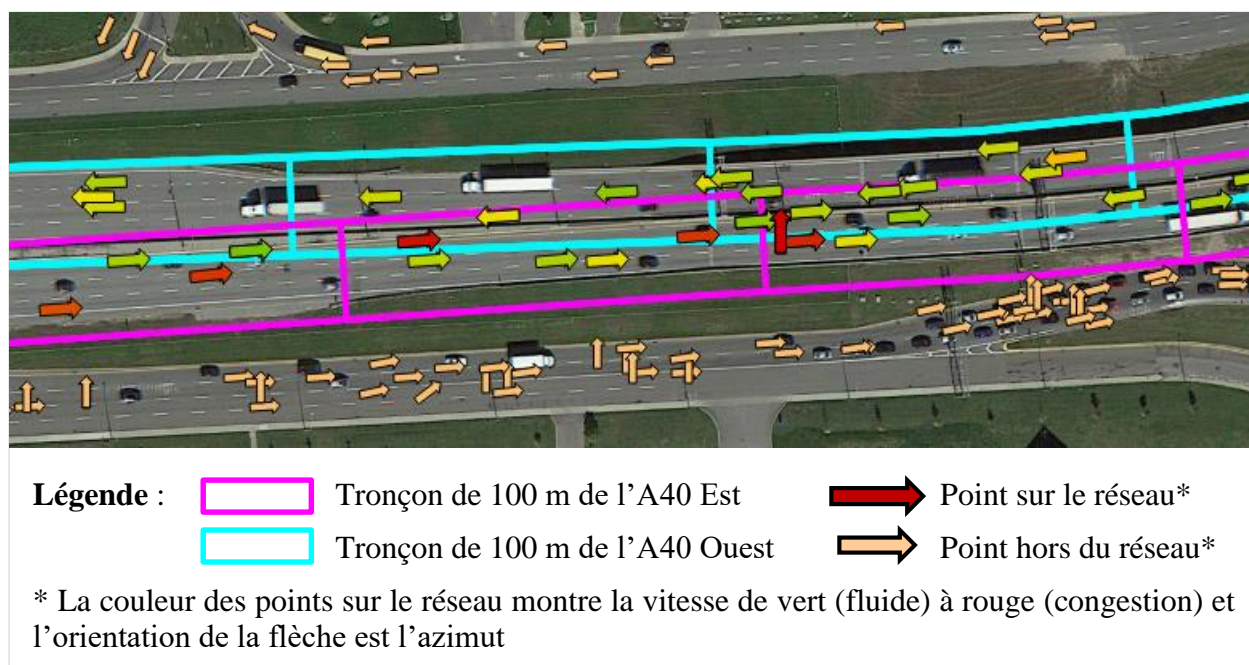 Légende :
Tronçon de 100 m de l’A40 Est
Point sur le réseau*
Tronçon de 100 m de l’A40 Ouest
Point hors du réseau*
* La couleur des points sur le réseau montre la vitesse de vert (fluide) à rouge (congestion) et
l’orientation de la flèche est l’azimut